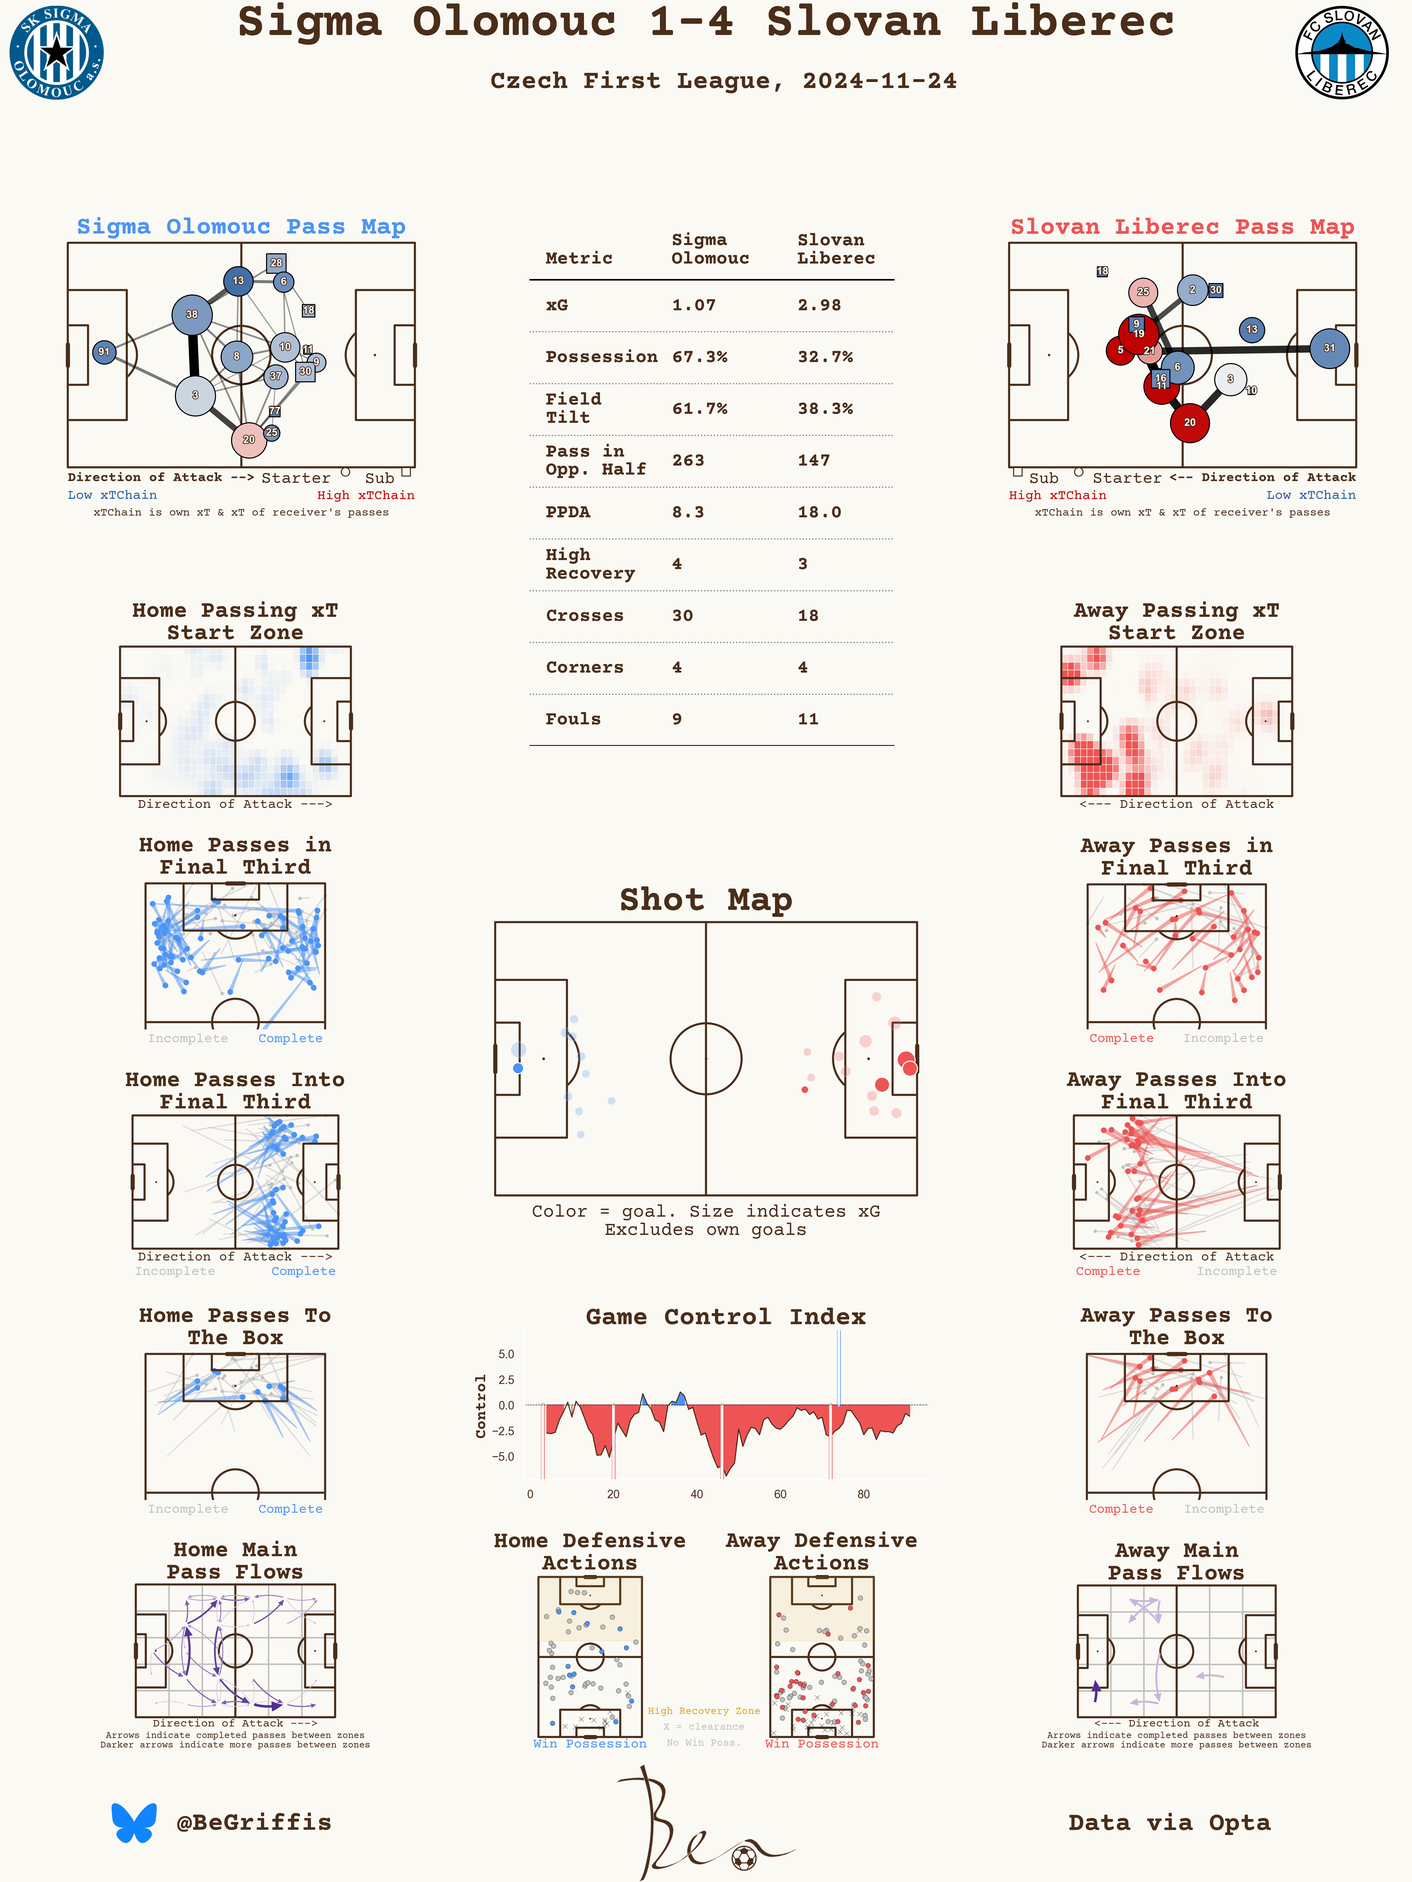 Sigma Olomouc 1-4 Slovan Liberec
Czech First League, 2024-11-24
SK SIGMA
OLOMOUC a.s.
FC SLOVAN
LIBEREC
Sigma Olomouc Pass Map
28
13
6
38
18
91
8
10
11
9
30
37
3
77
20
25
Direction of Attack --> Starter Sub
Low xTChain High xTChain
xTChain is own xT & xT of receiver's passes
Metric Sigma Olomouc Slovan Liberec
xG 1.07 2.98
Possession 67.3% 32.7%
Field Tilt 61.7% 38.3%
Pass in Opp. Half 263 147
PPDA 8.3 18.0
High Recovery 4 3
Crosses 30 18
Corners 4 4
Fouls 9 11
Slovan Liberec Pass Map
18
25
2
30
9
19
13
5
21
31
6
16
11
3
10
20
Sub Starter <-- Direction of Attack
High xTChain Low xTChain
xTChain is own xT & xT of receiver's passes
Home Passing xT
Start Zone
Direction of Attack --->
Away Passing xT
Start Zone
<--- Direction of Attack
Home Passes in
Final Third
Incomplete Complete
Away Passes in
Final Third
Complete Incomplete
Shot Map
Color = goal. Size indicates xG
Excludes own goals
Home Passes Into
Final Third
Direction of Attack --->
Incomplete Complete
Away Passes Into
Final Third
<--- Direction of Attack
Complete Incomplete
Home Passes To
The Box
Incomplete Complete
Game Control Index
Control
5.0
2.5
0.0
−2.5
−5.0
0 20 40 60 80
Away Passes To
The Box
Complete Incomplete
Home Main
Pass Flows
Direction of Attack --->
Arrows indicate completed passes between zones
Darker arrows indicate more passes between zones
Home Defensive
Actions
Win Possession
High Recovery Zone
X = clearance
No Win Poss.
Away Defensive
Actions
Win Possession
Away Main
Pass Flows
<--- Direction of Attack
Arrows indicate completed passes between zones
Darker arrows indicate more passes between zones
@BeGriffis
Ben
Data via Opta